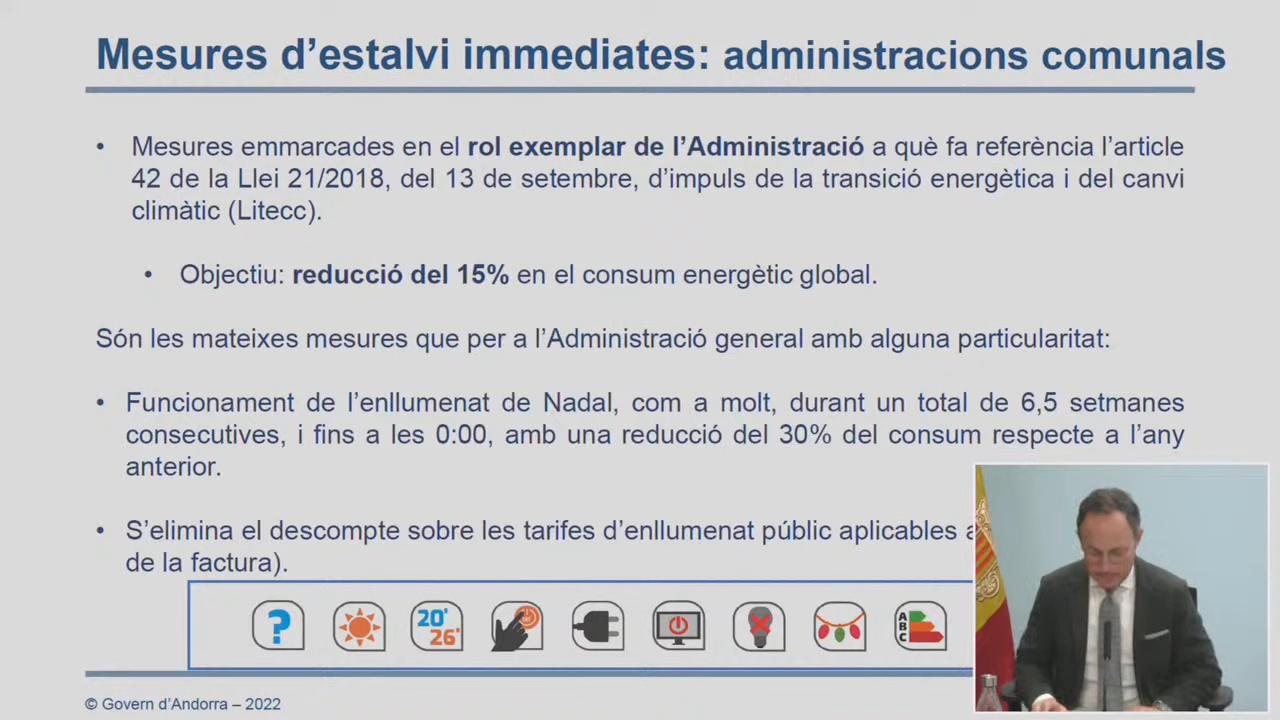 Mesures d’estalvi immediates: administracions comunals
• Mesures emmarcades en el rol exemplar de l’Administració a què fa referència l’article
42 de la Llei 21/2018, del 13 de setembre, d’impuls de la transició energètica i del canvi
climàtic (Litecc).
• Objectiu: reducció del 15% en el consum energètic global.
Són les mateixes mesures que per a l’Administració general amb alguna particularitat:
• Funcionament de l’enllumenat de Nadal, com a molt, durant un total de 6,5 setmanes
consecutives, i fins a les 0:00, amb una reducció del 30% del consum respecte a l’any
anterior.
• S’elimina el descompte sobre les tarifes d’enllumenat públic aplicables
de la factura).
?
20'
26'
A
B
C
© Govern d’Andorra – 2022